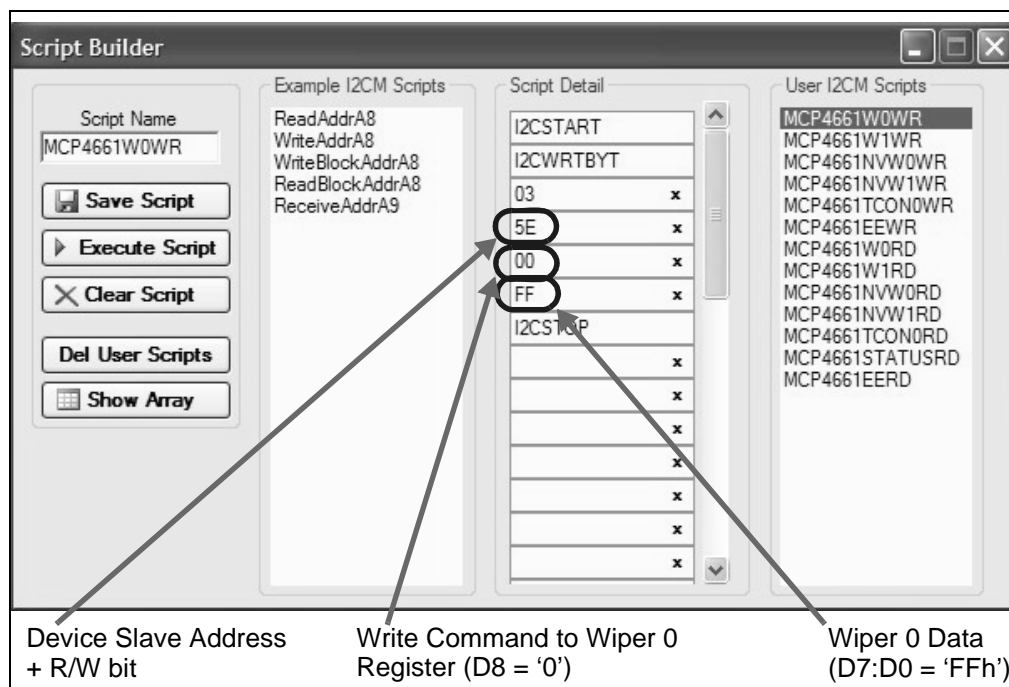 Script Builder
Script Name
MCP4661W0WR
Save Script
Execute Script
Clear Script
Del User Scripts
Show Array
Example I2CM Scripts
ReadAddrA8
WriteAddrA8
WriteBlockAddrA8
ReadBlockAddrA8
ReceiveAddrA9
Script Detail
I2CSTART
I2CWRTBYT
03 x
5E x
00 x
FF x
I2CSTOP
x
x
x
x
x
x
x
User I2CM Scripts
MCP4661W0WR
MCP4661W1WR
MCP4661NVW0WR
MCP4661NVW1WR
MCP4661TCON0WR
MCP4661EEWR
MCP4661W0RD
MCP4661W1RD
MCP4661NVW0RD
MCP4661NVW1RD
MCP4661TCON0RD
MCP4661STATUSRD
MCP4661EERD
Device Slave Address
+ R/W bit
Write Command to Wiper 0
Register (D8 = ‘0’)
Wiper 0 Data
(D7:D0 = ‘FFh’)